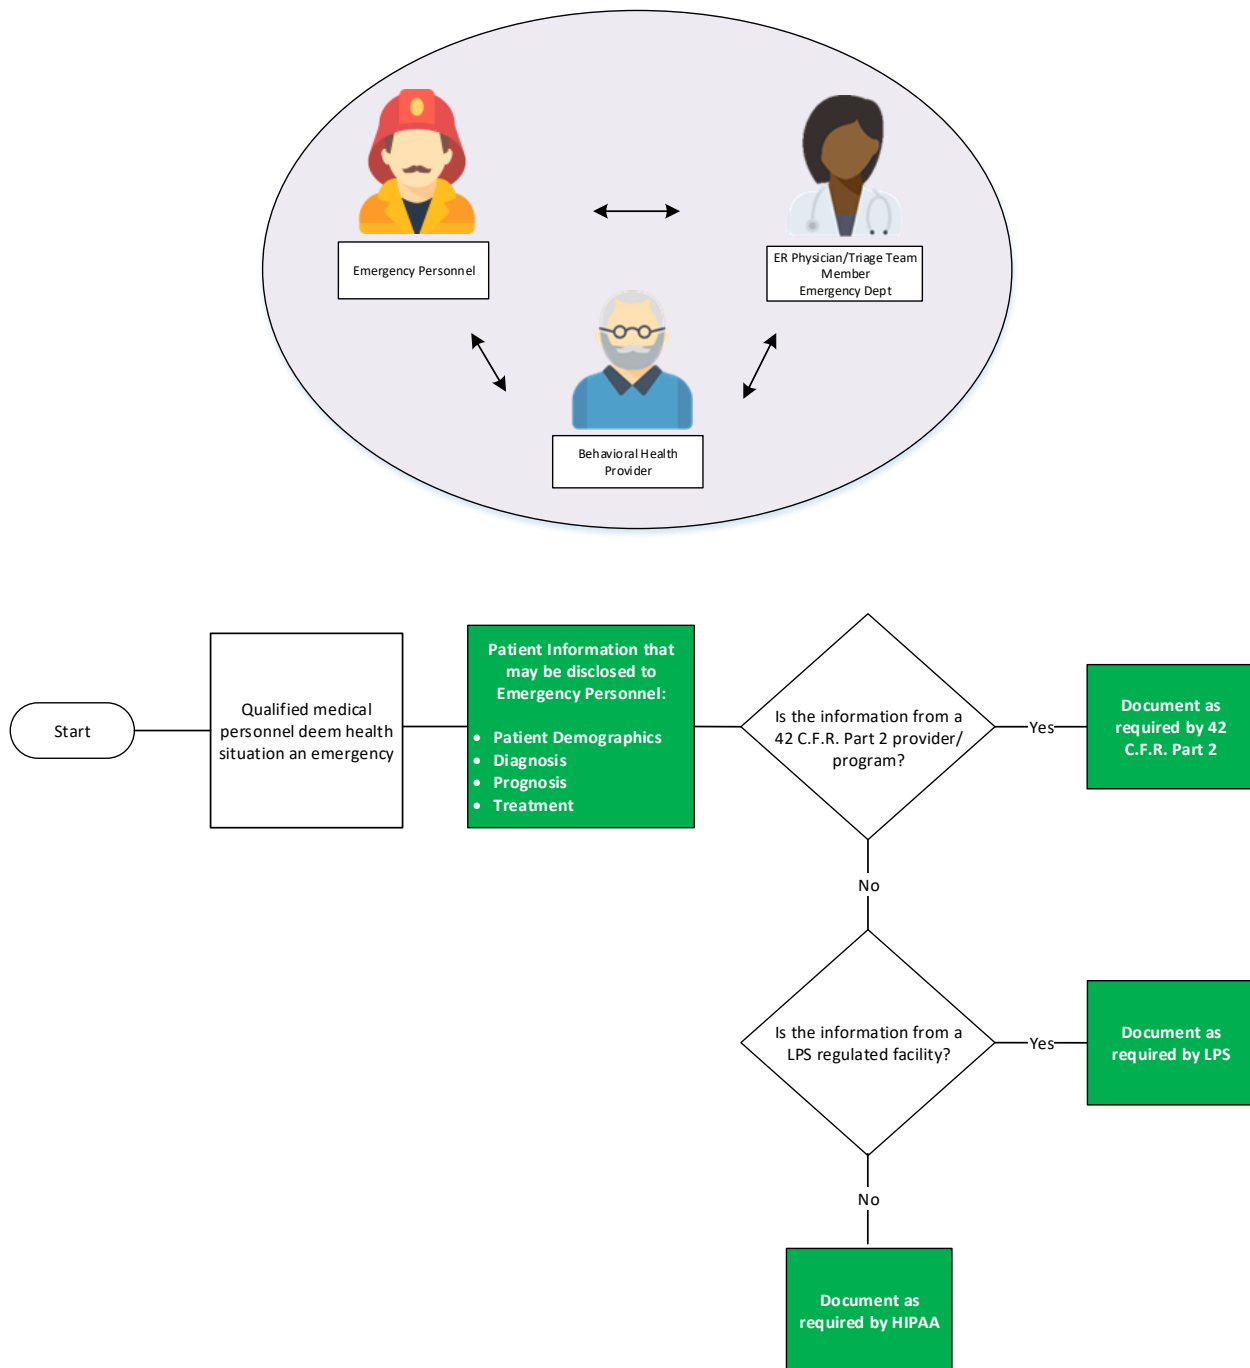 Emergency Personnel
ER Physician/Triage Team
Member
Emergency Dept
Behavioral Health
Provider
Start
Qualified medical
personnel deem health
situation an emergency
Patient Information that
may be disclosed to
Emergency Personnel:
• Patient Demographics
• Diagnosis
• Prognosis
• Treatment
Is the information from a
42 C.F.R. Part 2 provider/
program?
Yes
Document as
required by 42
C.F.R. Part 2
No
Is the information from a
LPS regulated facility?
Yes
Document as
required by LPS
No
Document as
required by HIPAA